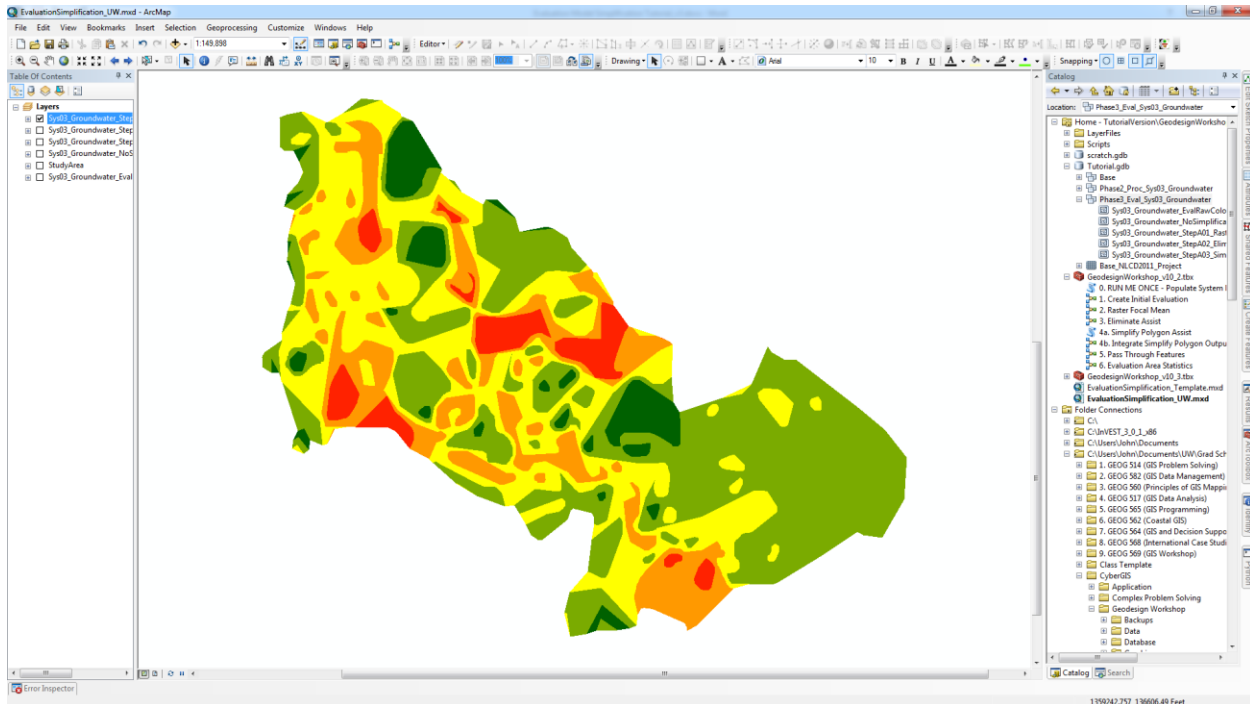 EvaluationSimplification_UW.mxd - ArcMap
File Edit View Bookmarks Insert Selection Geoprocessing Customize Windows Help
1:149,898
Editor
Drawing
Arial
10
B I U A
Snapping
Table Of Contents
Layers
Sys03_Groundwater_Step
Sys03_Groundwater_Step
Sys03_Groundwater_Step
Sys03_Groundwater_NoS
StudyArea
Sys03_Groundwater_Eval
Catalog
Location: Phase3_Eval_Sys03_Groundwater
Home - TutorialVersion\GeodesignWorksho
LayerFiles
Scripts
scratch.gdb
Tutorial.gdb
Base
Phase2_Proc_Sys03_Groundwater
Phase3_Eval_Sys03_Groundwater
Sys03_Groundwater_EvalRawColo
Sys03_Groundwater_NoSimplifica
Sys03_Groundwater_StepA01_Rast
Sys03_Groundwater_StepA02_Elim
Sys03_Groundwater_StepA03_Sim
Base_NLCD2011_Project
GeodesignWorkshop_v10_2.tbx
0. RUN ME ONCE - Populate System I
1. Create Initial Evaluation
2. Raster Focal Mean
3. Eliminate Assist
4a. Simplify Polygon Assist
4b. Integrate Simplify Polygon Outpu
5. Pass Through Features
6. Evaluation Area Statistics
GeodesignWorkshop_v10_3.tbx
EvaluationSimplification_Template.mxd
EvaluationSimplification_UW.mxd
Folder Connections
C:\
C:\InVEST_3_0_1_x86
C:\Users\John\Documents
C:\Users\John\Documents\UW\Grad Sch
1. GEOG 514 (GIS Problem Solving)
2. GEOG 582 (GIS Data Management)
3. GEOG 560 (Principles of GIS Mappi
4. GEOG 517 (GIS Data Analysis)
5. GEOG 565 (GIS Programming)
6. GEOG 562 (Coastal GIS)
7. GEOG 564 (GIS and Decision Suppo
8. GEOG 568 (International Case Studi
9. GEOG 569 (GIS Workshop)
Class Template
CyberGIS
Application
Complex Problem Solving
Geodesign Workshop
Backups
Data
Database
Catalog Search
Error Inspector
1359242.757 136606.49 Feet